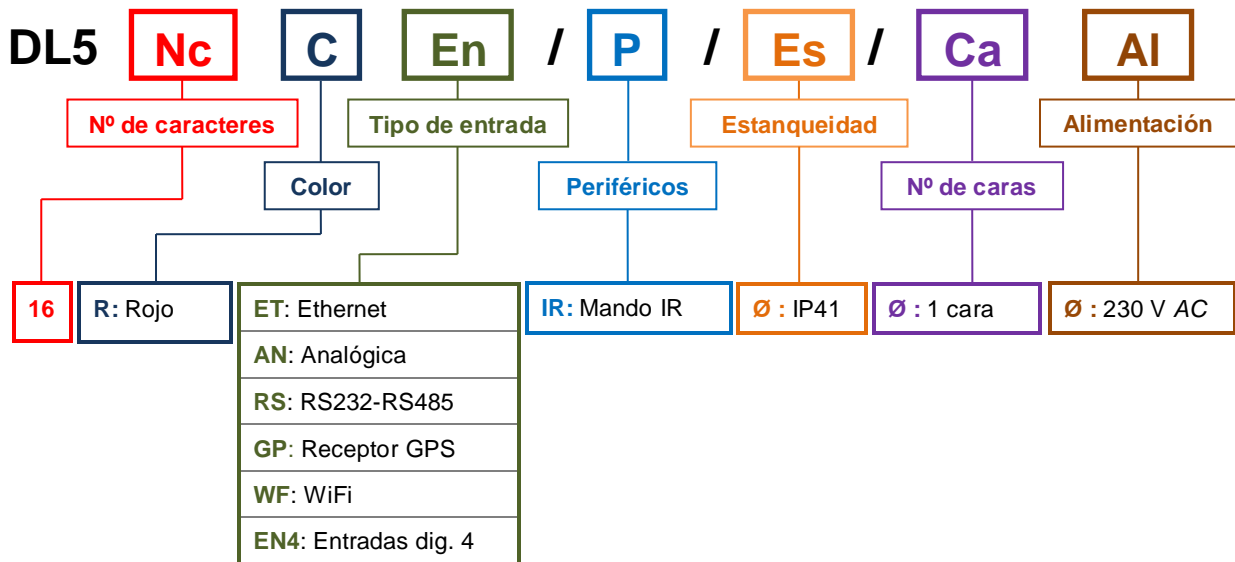 DL5 Nc C En / P / Es / Ca Al
Nº de caracteres
Tipo de entrada
Estanqueidad
Alimentación
Color
Periféricos
Nº de caras
16
R: Rojo
ET: Ethernet
AN: Analógica
RS: RS232-RS485
GP: Receptor GPS
WF: WiFi
EN4: Entradas dig. 4
IR: Mando IR
Ø : IP41
Ø : 1 cara
Ø : 230 V AC